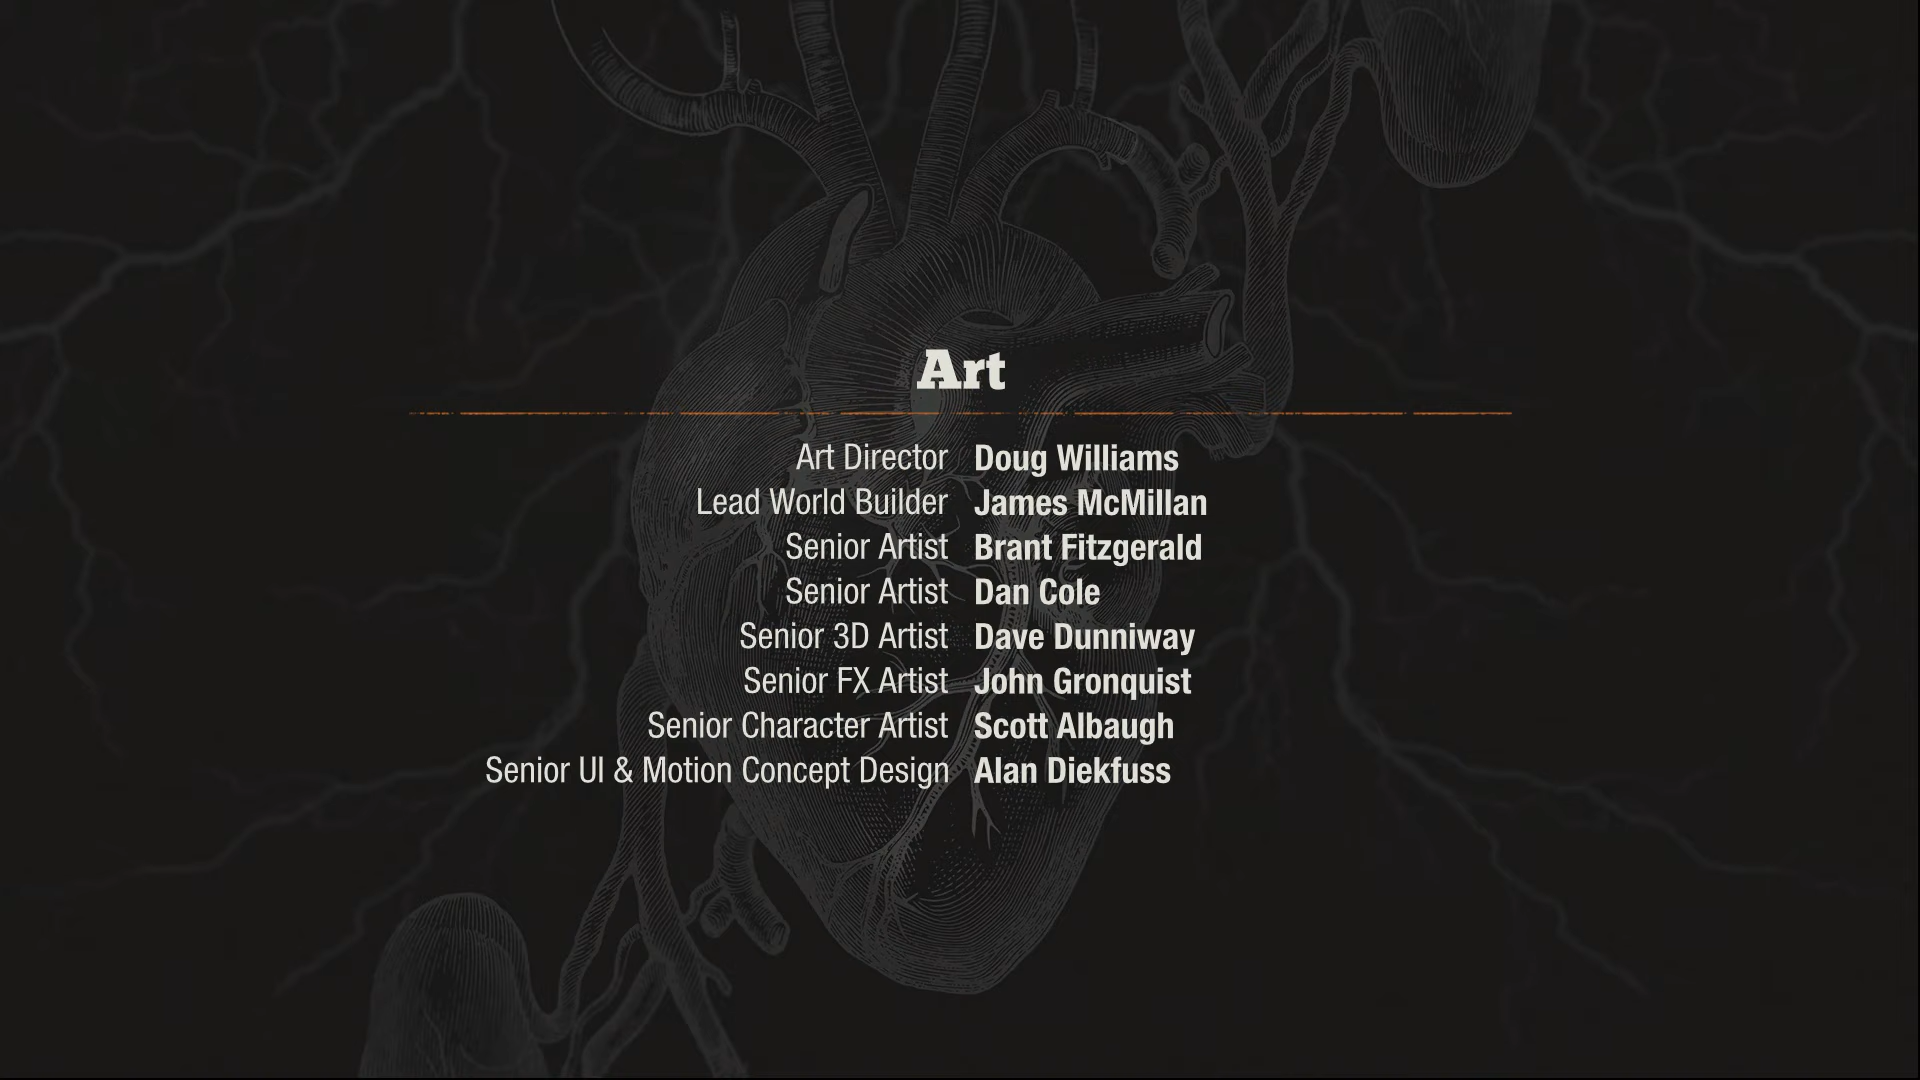 Art
Art Director Doug Williams
Lead World Builder James McMillan
Senior Artist Brant Fitzgerald
Senior Artist Dan Cole
Senior 3D Artist Dave Dunniway
Senior FX Artist John Gronquist
Senior Character Artist Scott Albaugh
Senior UI & Motion Concept Design Alan Diekfuss